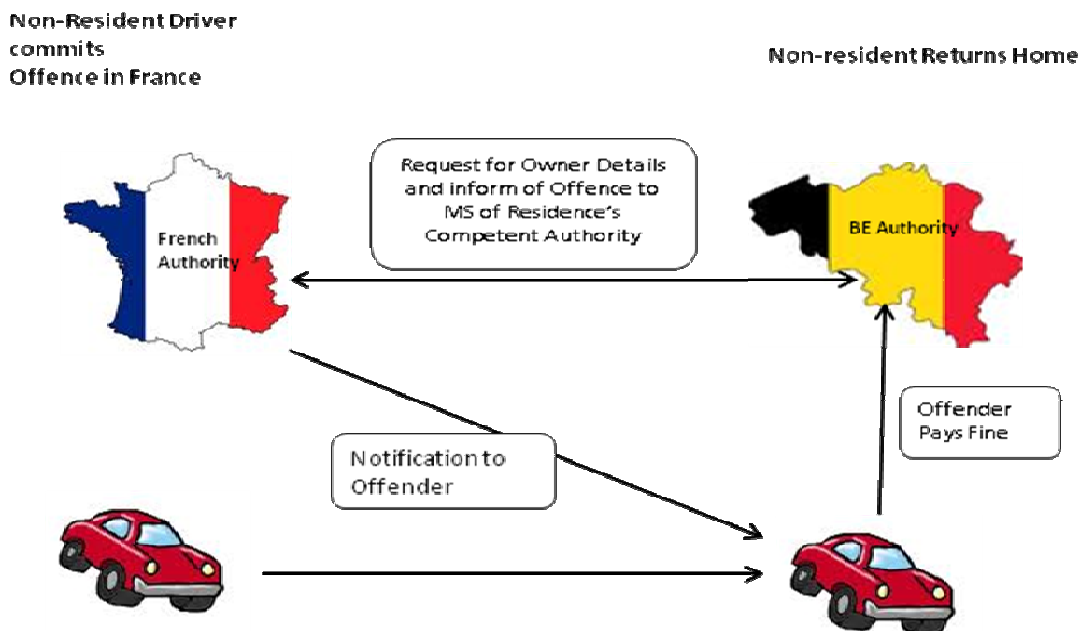 Non-Resident Driver
commits
Offence in France
Non-resident Returns Home
Request for Owner Details
and inform of Offence to
MS of Residence's
Competent Authority
French
Authority
BE Authority
Offender
Pays Fine
Notification to
Offender